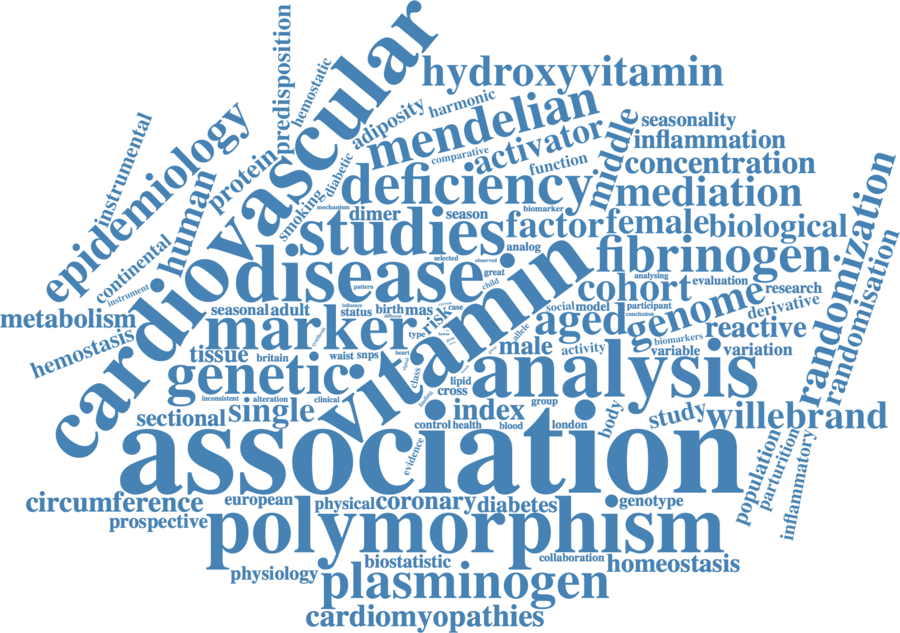 cardiovascular
predisposition
hemostatic
hydroxyvitamin
adiposity
harmonic
mendelian
instrumental
epidemiology
protein
diabetic
comparative
activator
function
middle
seasonality
inflammation
concentration
human
smoking
mechanism
deficiency
biomarker
mediation
dimer
season
studies
factor
female
biological
randomization
randomisation
continental
instrument
disease
selected
observed
analog
fibrinogen
great
child
pattern
analysing
cohort
evaluation
research
metabolism
seasonal
adult
influence
status
birth
mas
risk
case
social
model
participant
conclusion
genome
derivative
hemostasis
marker
different
type
vitamin
allele
aged
reactive
tissue
britain
waist
snps
heart
male
activity
biomarkers
variable
variation
genetic
class
lipid
cross
analysis
inconsistent
alteration
clinical
finding
group
sectional
single
control
health
index
blood
london
body
study
willebrand
association
evidence
population
parturition
inflammatory
circumference
european
physical
coronary
diabetes
genotype
prospective
polymorphism
biostatistic
collaboration
homeostasis
physiology
plasminogen
cardiomyopathies